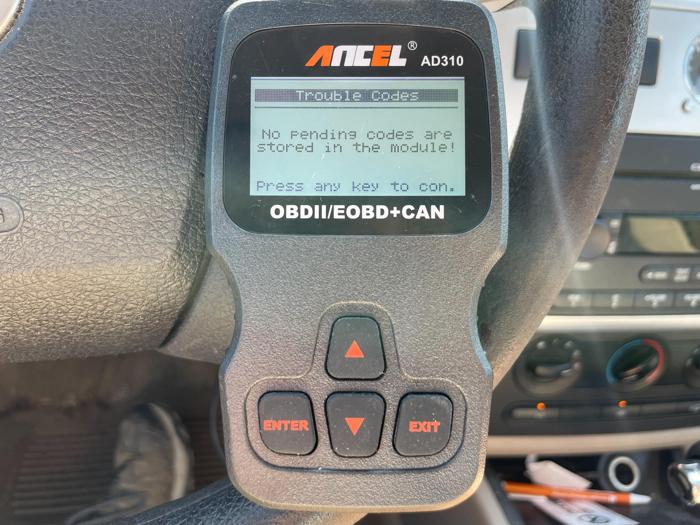 ANCEL®
AD310
Trouble Codes
No pending codes are
stored in the module!
Press any key to con.
OBDII/EOBD+CAN
ENTER
EXIT